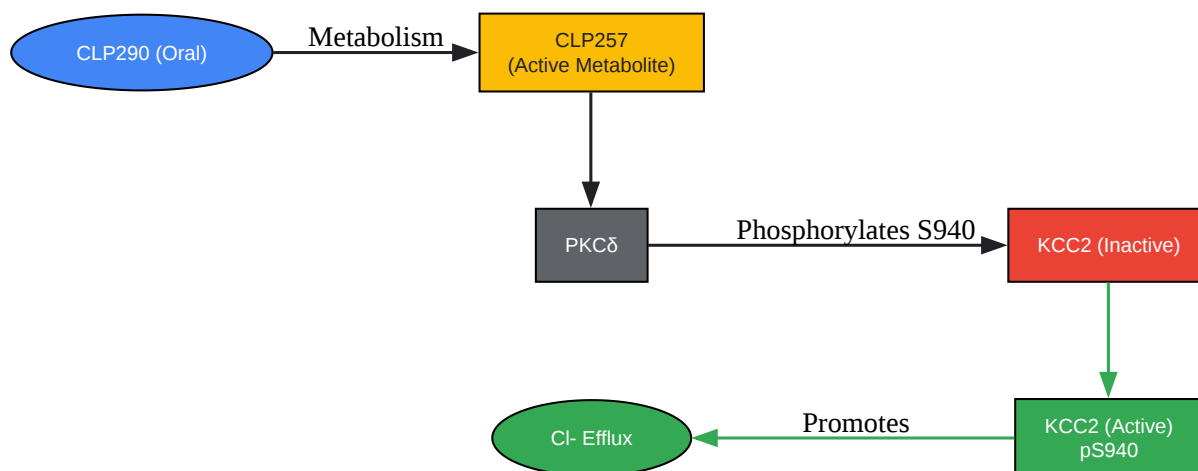 CLP290 (Oral)
Metabolism
CLP257
(Active Metabolite)
PKCδ
Phosphorylates S940
KCC2 (Inactive)
KCC2 (Active)
pS940
Promotes
Cl- Efflux